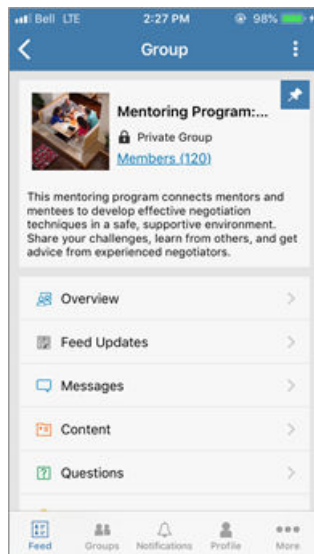 Bell LTE 2:27 PM 98%
Group
Mentoring Program:...
Private Group
Members (120)
This mentoring program connects mentors and
mentees to develop effective negotiation
techniques in a safe, supportive environment.
Share your challenges, learn from others, and get
advice from experienced negotiators.
Overview
Feed Updates
Messages
Content
Questions
Feed Groups Notifications Profile More